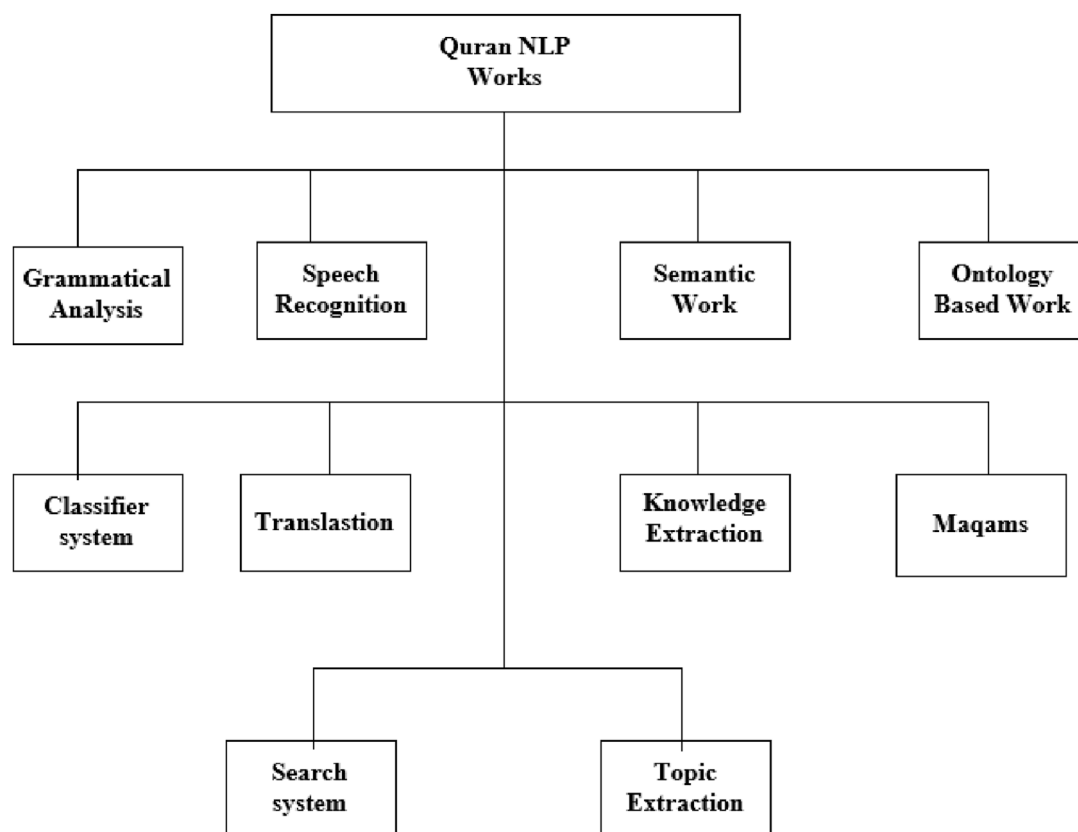 Quran NLP
Works
Grammatical
Analysis
Speech
Recognition
Semantic
Work
Ontology
Based Work
Classifier
system
Translastion
Knowledge
Extraction
Maqams
Search
system
Topic
Extraction